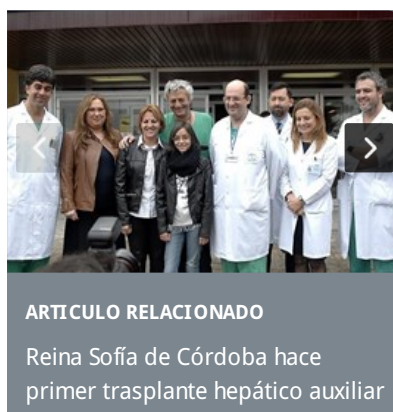 ARTICULO RELACIONADO
Reina Sofía de Córdoba hace
primer trasplante hepático auxiliar